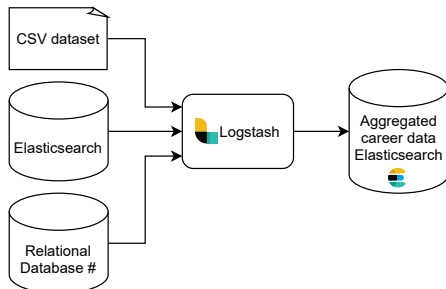 CSV dataset
Elasticsearch
Relational
Database #
Logstash
Aggregated
career data
Elasticsearch